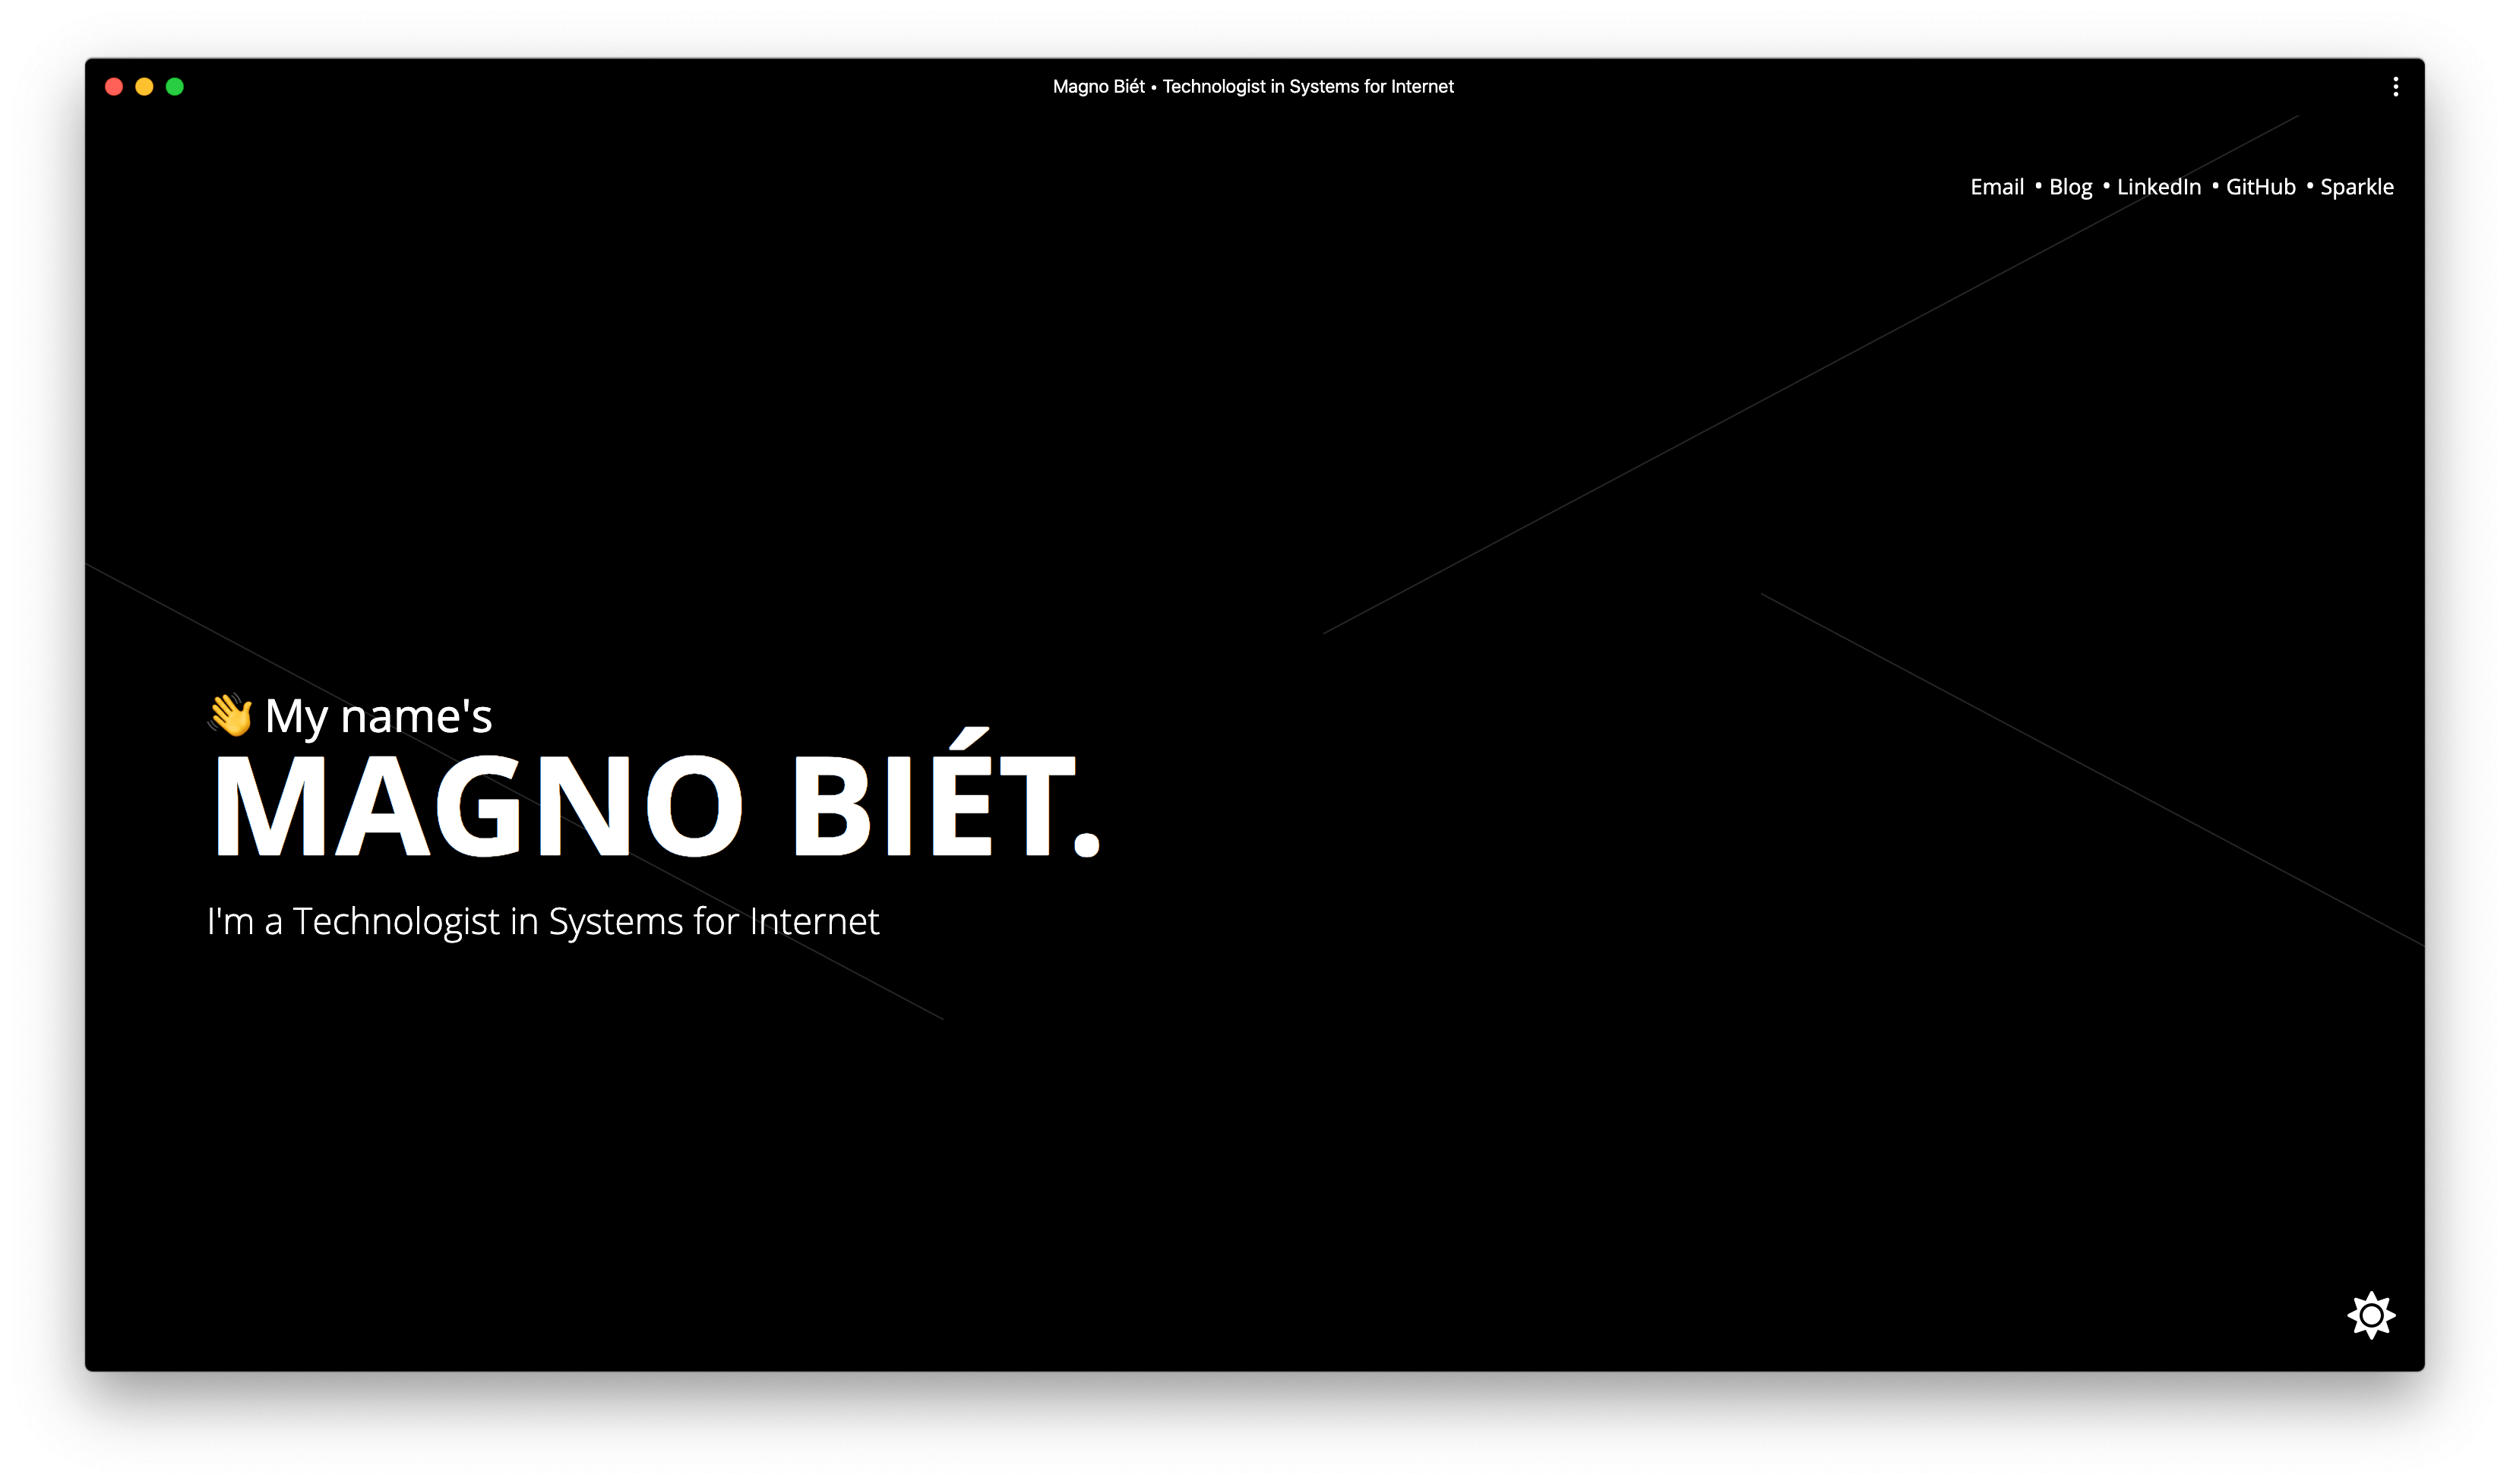 Magno Biét • Technologist in Systems for Internet
Email • Blog • LinkedIn • GitHub • Sparkle
👋 My name's
MAGNO BIÉT.
I'm a Technologist in Systems for Internet